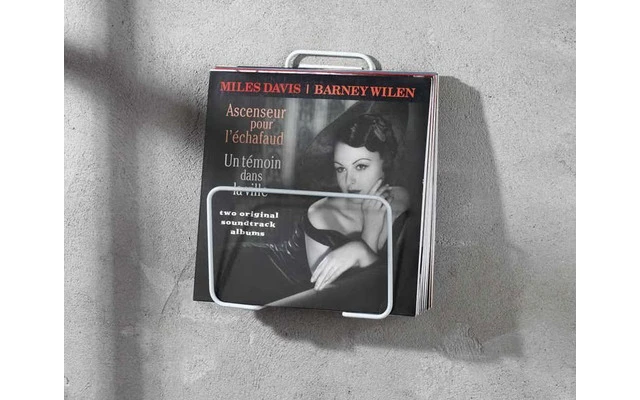 MILES DAVIS | BARNEY WILEN
Ascenseur
pour
l'échafaud
Un témoin
dans
la ville
two original
soundtrack
albums